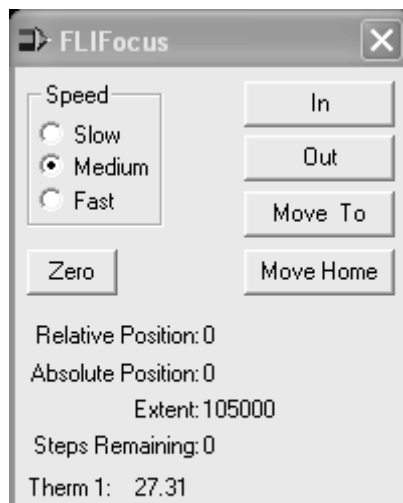 FLIFocus
Speed
Slow
Medium
Fast
In
Out
Move To
Zero
Move Home
Relative Position: 0
Absolute Position: 0
Extent: 105000
Steps Remaining: 0
Therm 1: 27.31